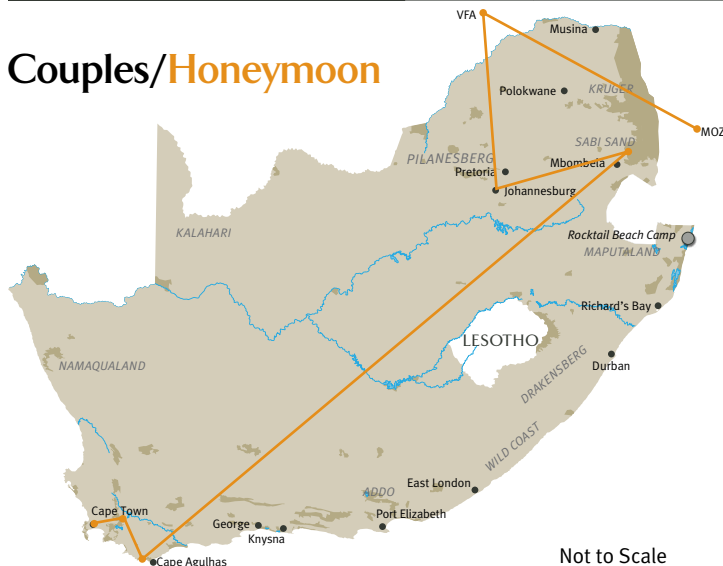 VFA
Musina
Couples/Honeymoon
Polokwane
KRUGER
MOZ
SABI SAND
PILANESBERG
Mbombela
Pretoria
Johannesburg
KALAHARI
Rocktail Beach Camp
MAPUTALAND
Richard's Bay
LESOTHO
NAMAQUALAND
Durban
DRAKENSBERG
WILD COAST
East London
ADDO
Cape Town
Port Elizabeth
George
Knysna
Cape Agulhas
Not to Scale